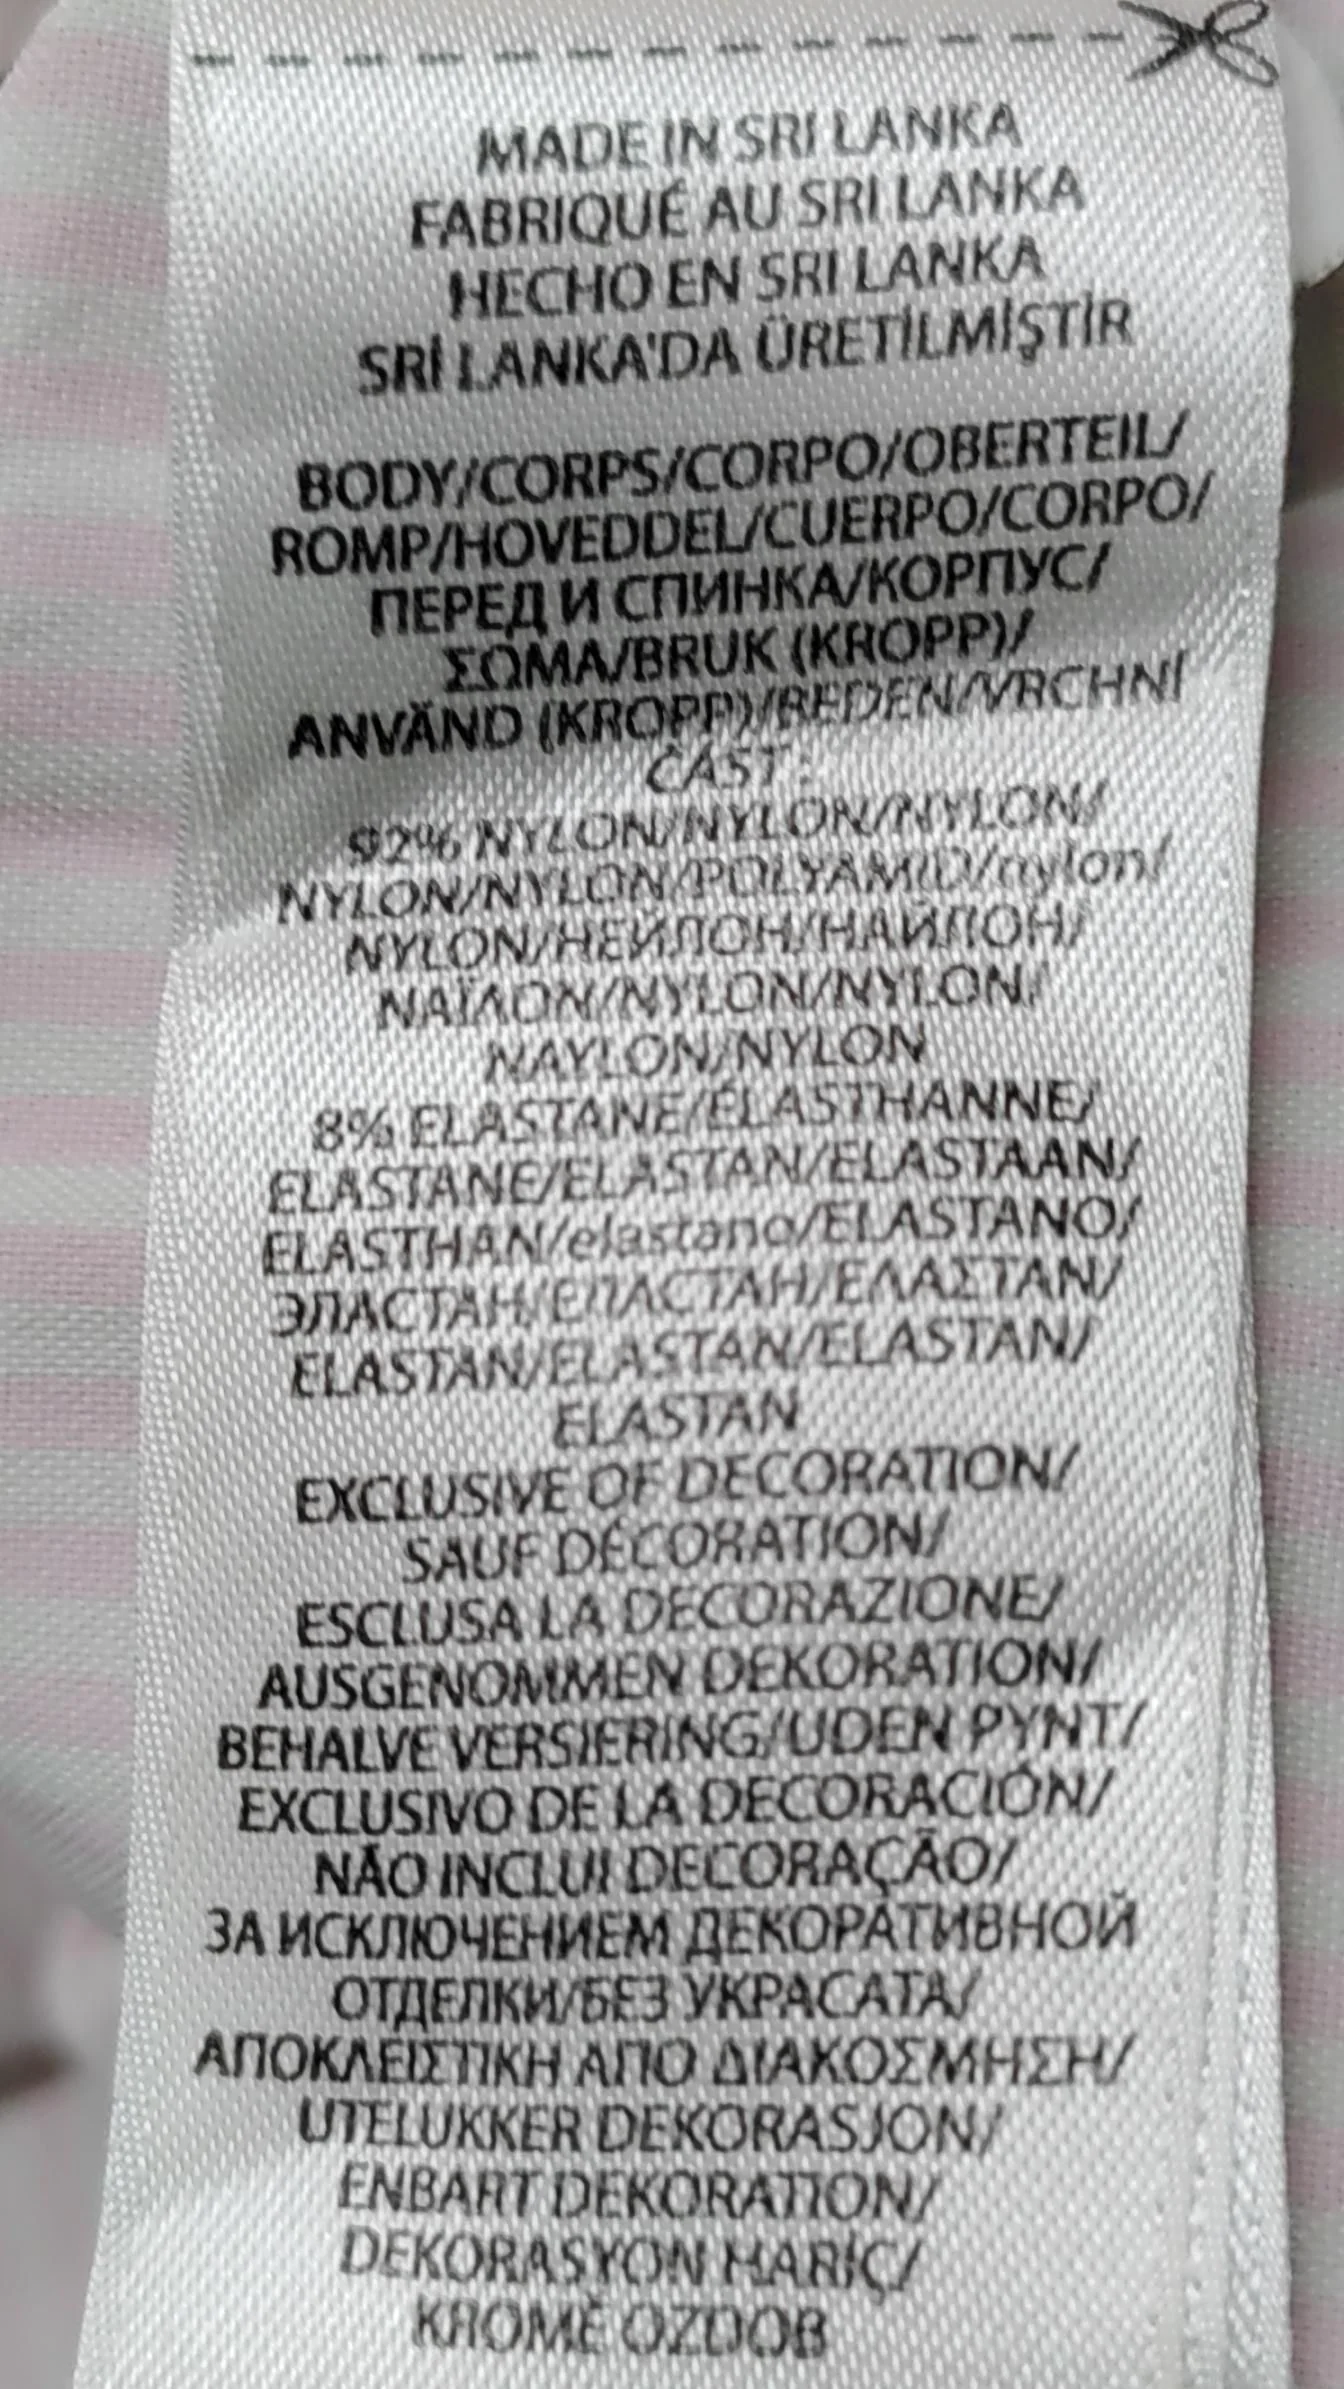 MADE IN SRI LANKA
FABRIQUÉ AU SRI LANKA
HECHO EN SRI LANKA
SRİ LANKA'DA ÜRETİLMİŞTİR
BODY/CORPS/CORPO/OBERTEIL/
ROMP/HOVEDDEL/CUERPO/CORPO/
ПЕРЕД И СПИНКА/КОРПУС/
ΣΩΜΑ/BRUK (KROPP)/
ANVÄND (KROPP)/BEDEN/VRCHNÍ
ČÁST :
92% NYLON/NYLON/NYLON/
NYLON/NYLON/POLYAMID/nylon/
NYLON/НЕЙЛОН/НАЙЛОН/
ΝΑΪΛΟΝ/NYLON/NYLON/
NAYLON/NYLON
8% ELASTANE/ÉLASTHANNE/
ELASTANE/ELASTAN/ELASTAAN/
ELASTHAN/elastano/ELASTANO/
ЭЛАСТАН/ЕЛАСТАН/ΕΛΑΣΤΑΝ/
ELASTAN/ELASTAN/ELASTAN/
ELASTAN
EXCLUSIVE OF DECORATION/
SAUF DÉCORATION/
ESCLUSA LA DECORAZIONE/
AUSGENOMMEN DEKORATION/
BEHALVE VERSIERING/UDEN PYNT/
EXCLUSIVO DE LA DECORACIÓN/
NÃO INCLUI DECORAÇÃO/
ЗА ИСКЛЮЧЕНИЕМ ДЕКОРАТИВНОЙ
ОТДЕЛКИ/БЕЗ УКРАСАТА/
ΑΠΟΚΛΕΙΣΤΙΚΗ ΑΠΟ ΔΙΑΚΟΣΜΗΣΗ/
UTELUKKER DEKORASJON/
ENBART DEKORATION/
DEKORASYON HARİÇ/
KROMĚ OZDOB